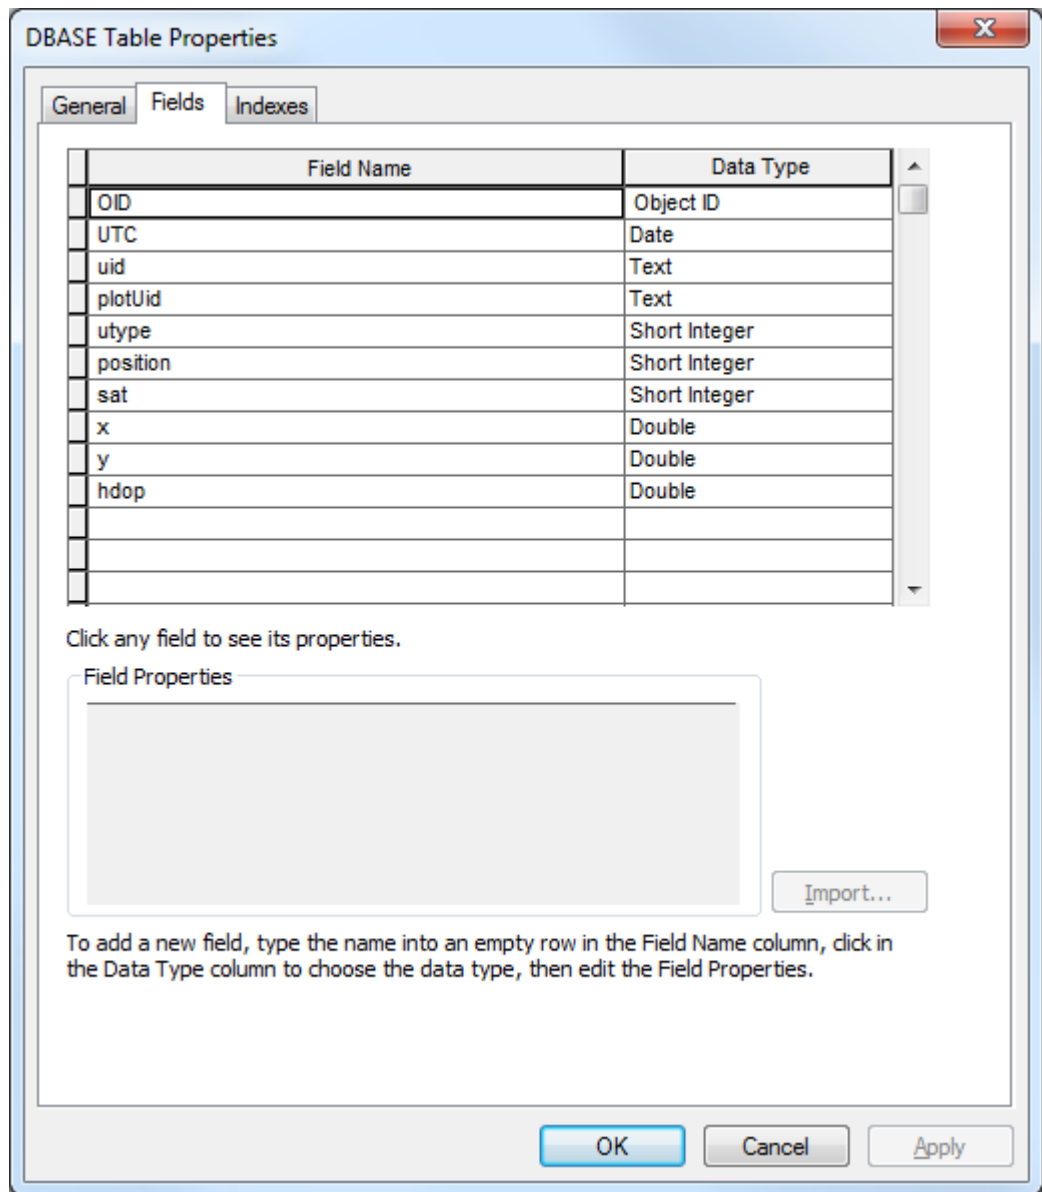 DBASE Table Properties
General Fields Indexes
Field Name Data Type
OID Object ID
UTC Date
uid Text
plotUid Text
utype Short Integer
position Short Integer
sat Short Integer
x Double
y Double
hdop Double
Click any field to see its properties.
Field Properties
Import...
To add a new field, type the name into an empty row in the Field Name column, click in
the Data Type column to choose the data type, then edit the Field Properties.
OK Cancel Apply